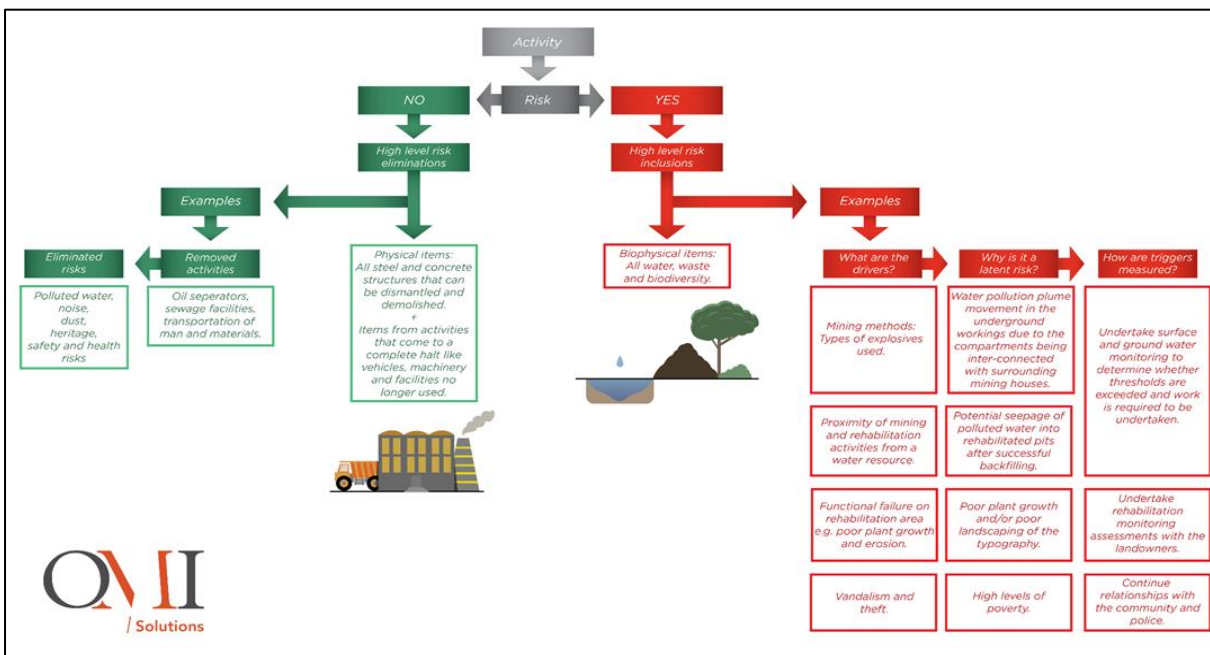 Activity
NO
Risk
YES
High level risk
eliminations
High level risk
inclusions
Examples
Examples
Eliminated
risks
Removed
activities
Physical items:
All steel and concrete
structures that can
be dismantled and
demolished.
+
Items from activities
that come to a
complete halt like
vehicles, machinery
and facilities no
longer used.
Biophysical items:
All water, waste
and biodiversity.
What are the
drivers?
Why is it a
latent risk?
How are triggers
measured?
Polluted water,
noise,
dust,
heritage,
safety and health
risks
Oil seperators,
sewage facilities,
transportation of
man and materials.
Mining methods:
Types of explosives
used.
Water pollution plume
movement in the
underground
workings due to the
compartments being
inter-connected
with surrounding
mining houses.
Undertake surface
and ground water
monitoring to
determine whether
thresholds are
exceeded and work
is required to be
undertaken.
Proximity of mining
and rehabilitation
activities from a
water resource.
Potential seepage of
polluted water into
rehabilitated pits
after successful
backfilling.
Functional failure on
rehabilitation area
e.g. poor plant growth
and erosion.
Poor plant growth
and/or poor
landscaping of the
typography.
Undertake
rehabilitation
monitoring
assessments with the
landowners.
Vandalism and
theft.
High levels of
poverty.
Continue
relationships with
the community and
police.
OMI
/ Solutions